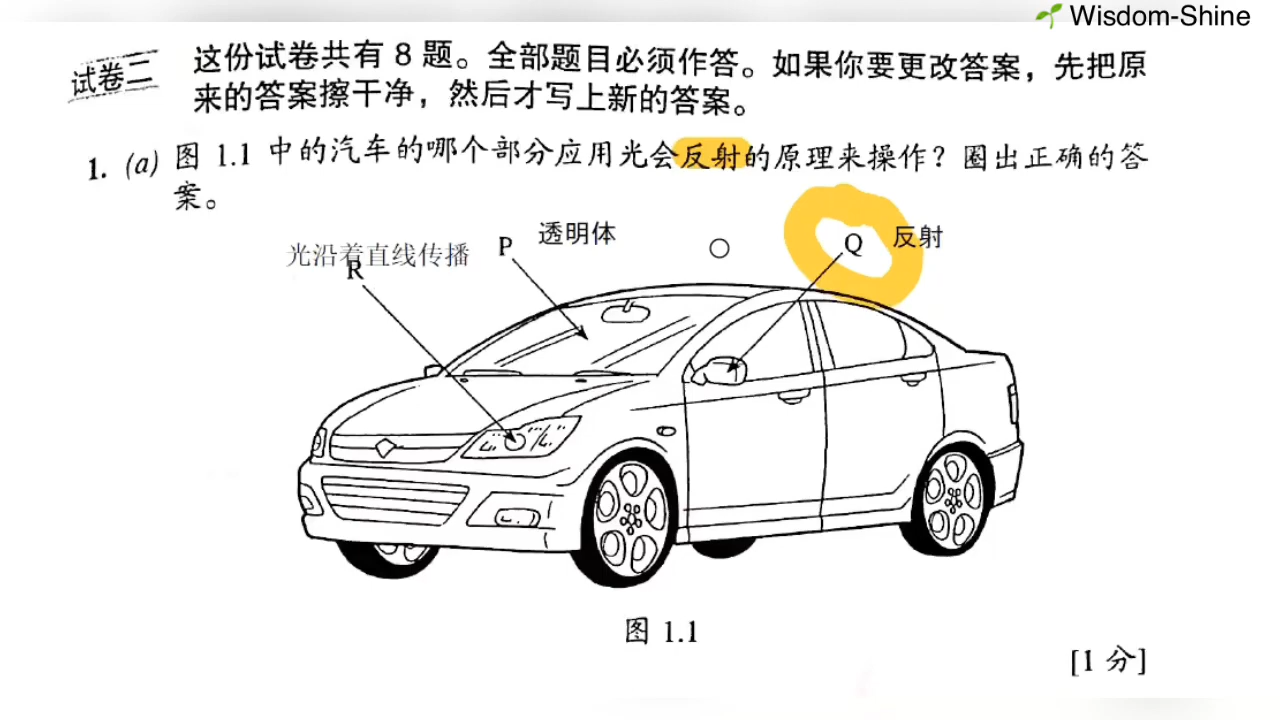 Wisdom-Shine
试卷二
这份试卷共有 8 题。全部题目必须作答。如果你要更改答案，先把原
来的答案擦干净，然后才写上新的答案。
1. (a) 图 1.1 中的汽车的哪个部分应用光会反射的原理来操作？圈出正确的答
案。
光沿着直线传播
R
P
透明体
Q
反射
图 1.1
[1 分]